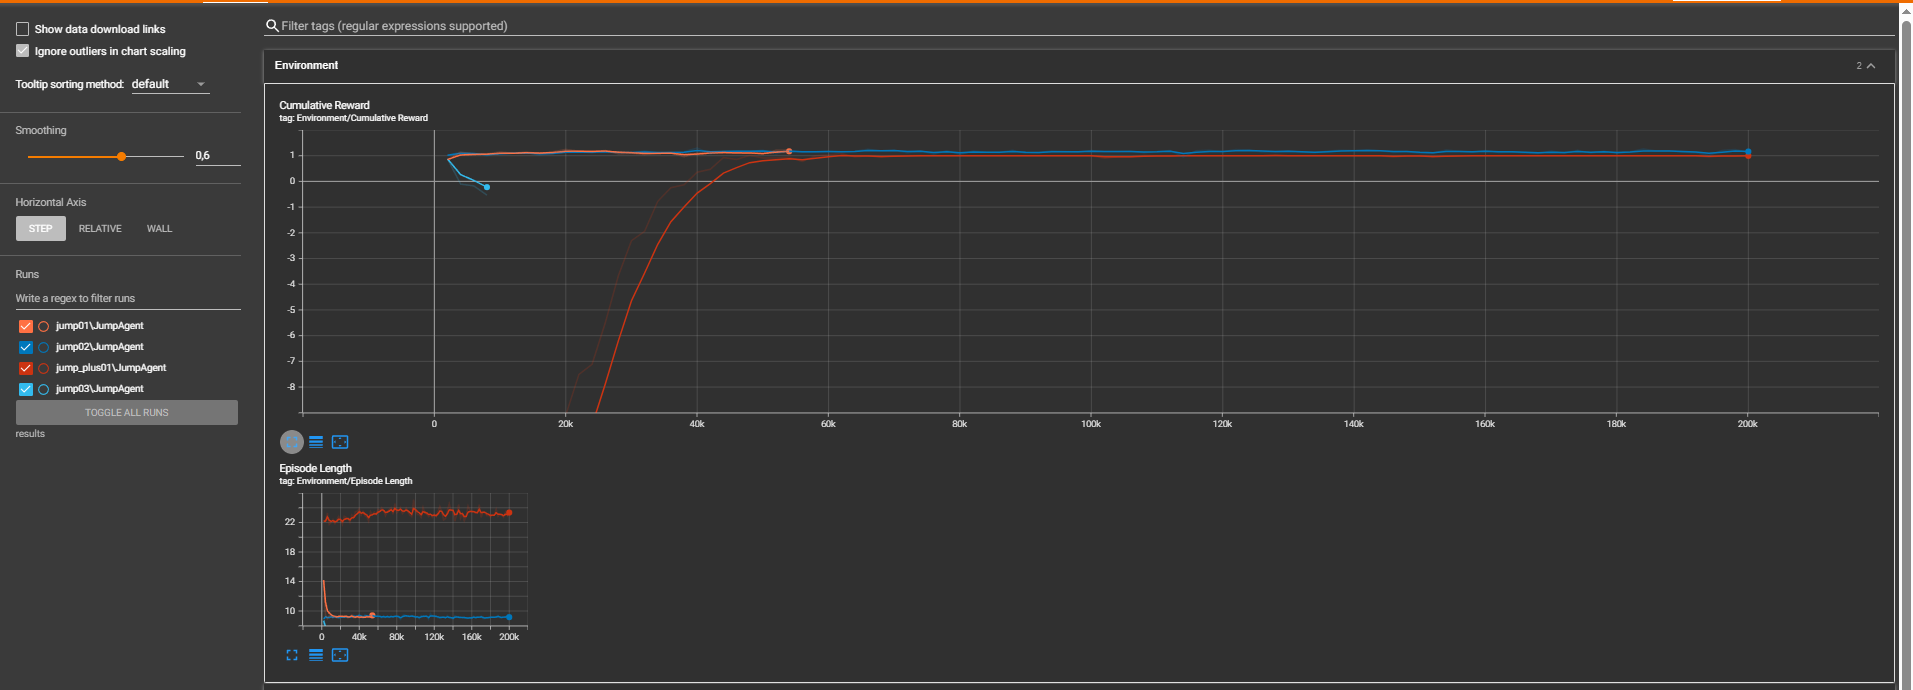 Show data download links
Ignore outliers in chart scaling
Tooltip sorting method: default
Smoothing
0,6
Horizontal Axis
STEP RELATIVE WALL
Runs
Write a regex to filter runs
jump01\JumpAgent
jump02\JumpAgent
jump_plus01\JumpAgent
jump03\JumpAgent
TOGGLE ALL RUNS
results
Filter tags (regular expressions supported)
Environment
2
Cumulative Reward
tag: Environment/Cumulative Reward
1
0
-1
-2
-3
-4
-5
-6
-7
-8
0 20k 40k 60k 80k 100k 120k 140k 160k 180k 200k
Episode Length
tag: Environment/Episode Length
22
18
14
10
0 40k 80k 120k 160k 200k